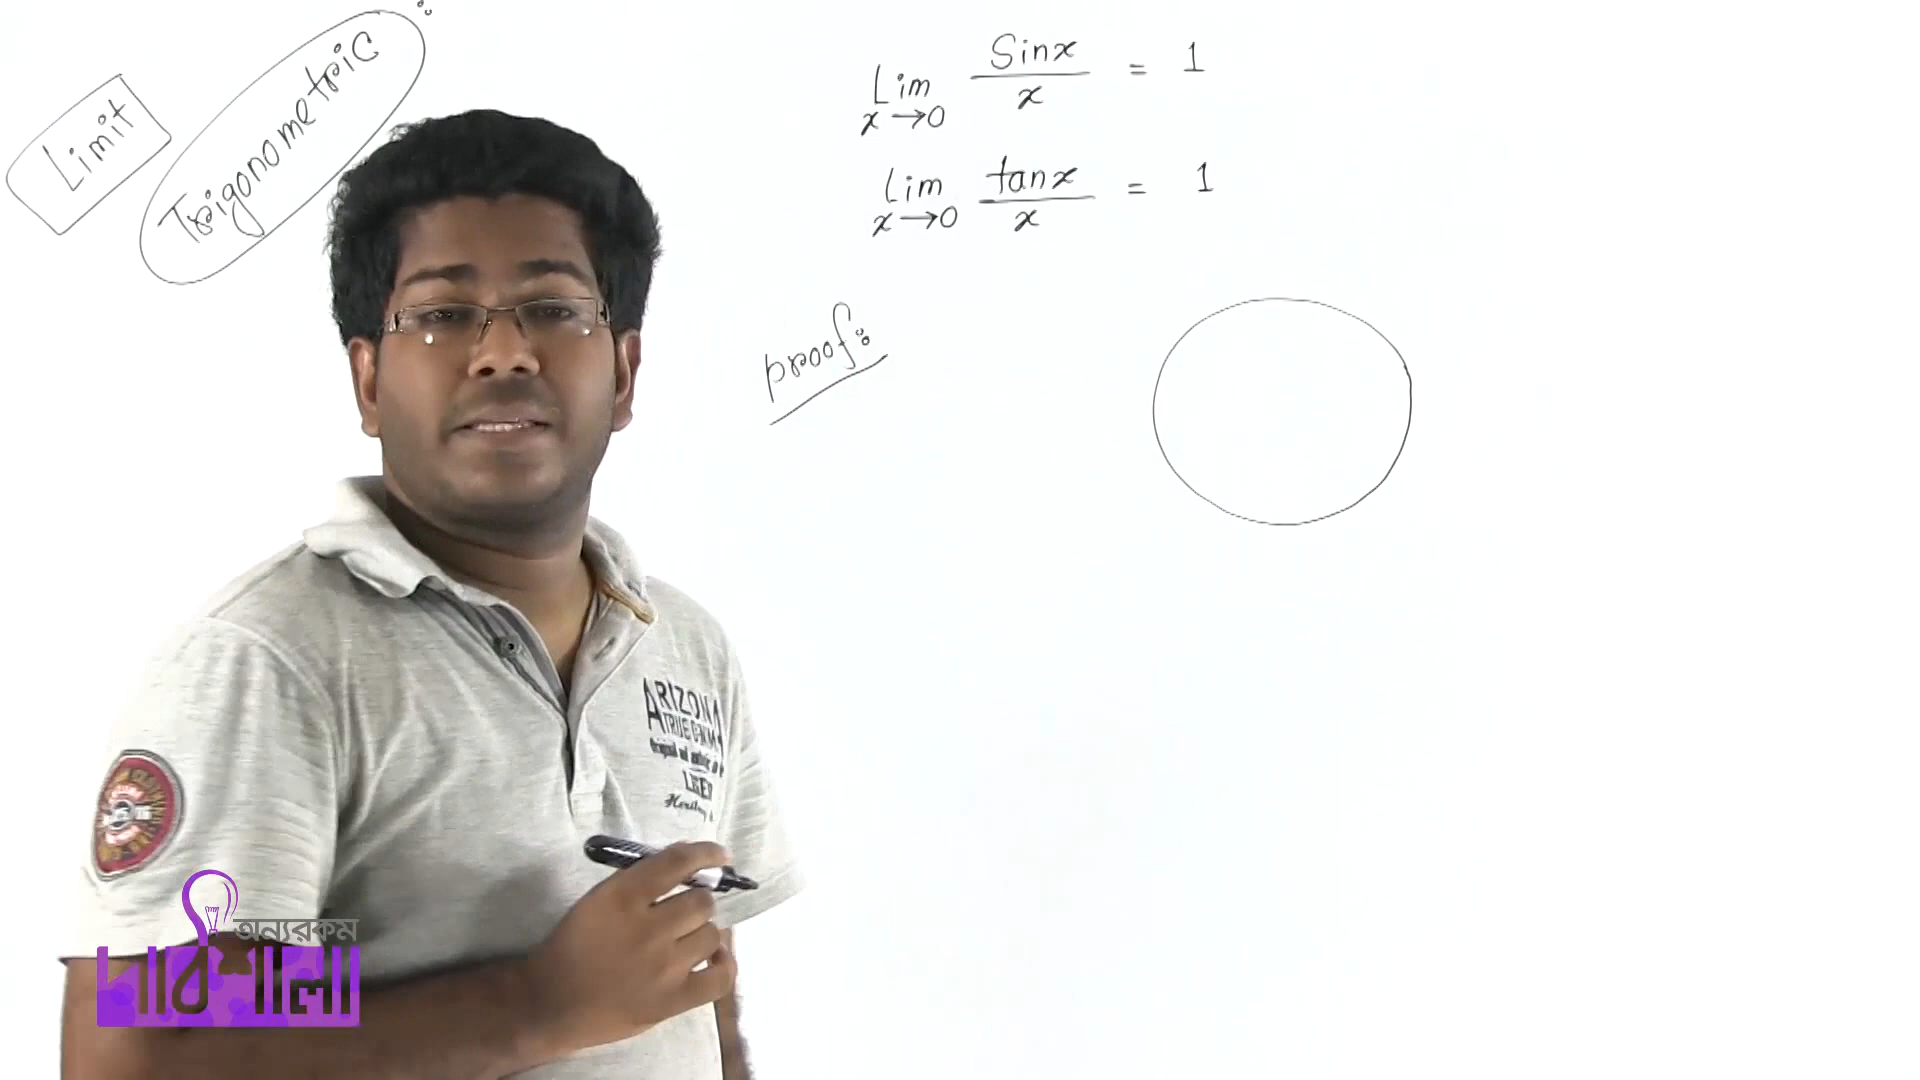 Limit
Trigonometric:
Lim Sinx/x = 1
x→0
Lim tanx/x = 1
x→0
proof:
ARIZONA
অন্যরকম
পাঠশালা